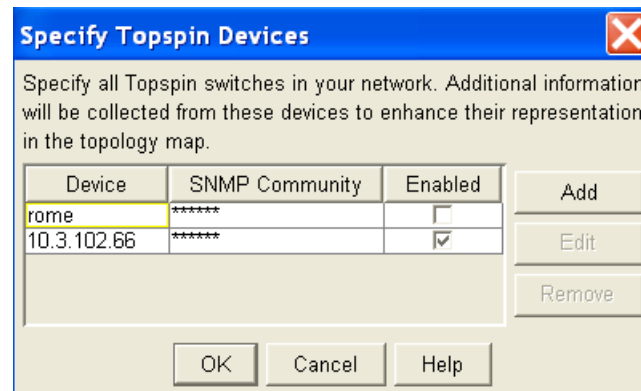 Specify Topspin Devices
Specify all Topspin switches in your network. Additional information
will be collected from these devices to enhance their representation
in the topology map.
Device SNMP Community Enabled
rome ******
10.3.102.66 ******
Add
Edit
Remove
OK Cancel Help